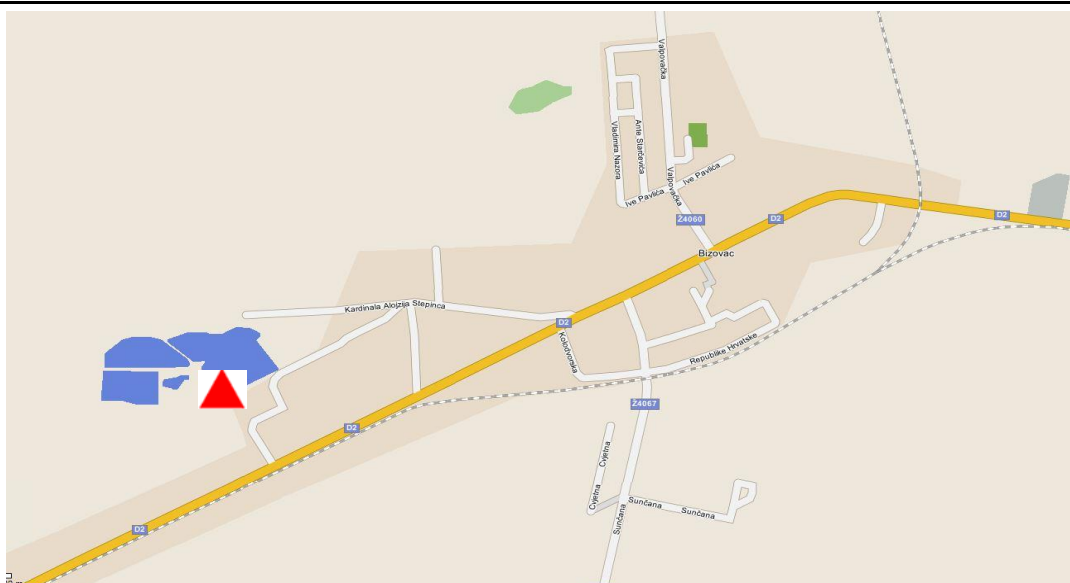 Valpovačka
Vladimira Nazora
Ante Starčevića
Ive Pavlića
Ive Pavlića
Valpovačka
Ž4060
D2
D2
Bizovac
Kardinala Alojzija Stepinca
D2
Kolodvorska
Republike Hrvatske
Ž4067
D2
Cvjetna
Cvjetna
Sunčana
Sunčana
Sunčana
D2